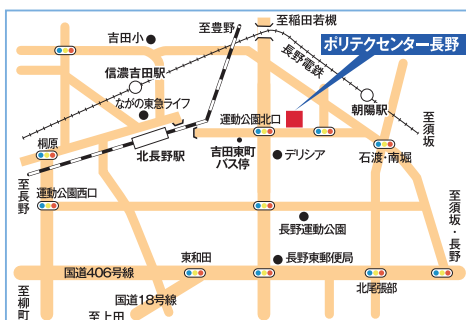 至豊野
至稲田若槻
吉田小
ポリテクセンター長野
長野電鉄
信濃吉田駅
ながの東急ライフ
朝陽駅
運動公園北口
至須坂
桐原
北長野駅
吉田東町
バス停
デリシア
石渡・南堀
至長野
運動公園西口
至須坂・長野
長野運動公園
東和田
長野東郵便局
国道406号線
北尾張部
至柳町
国道18号線
至上田